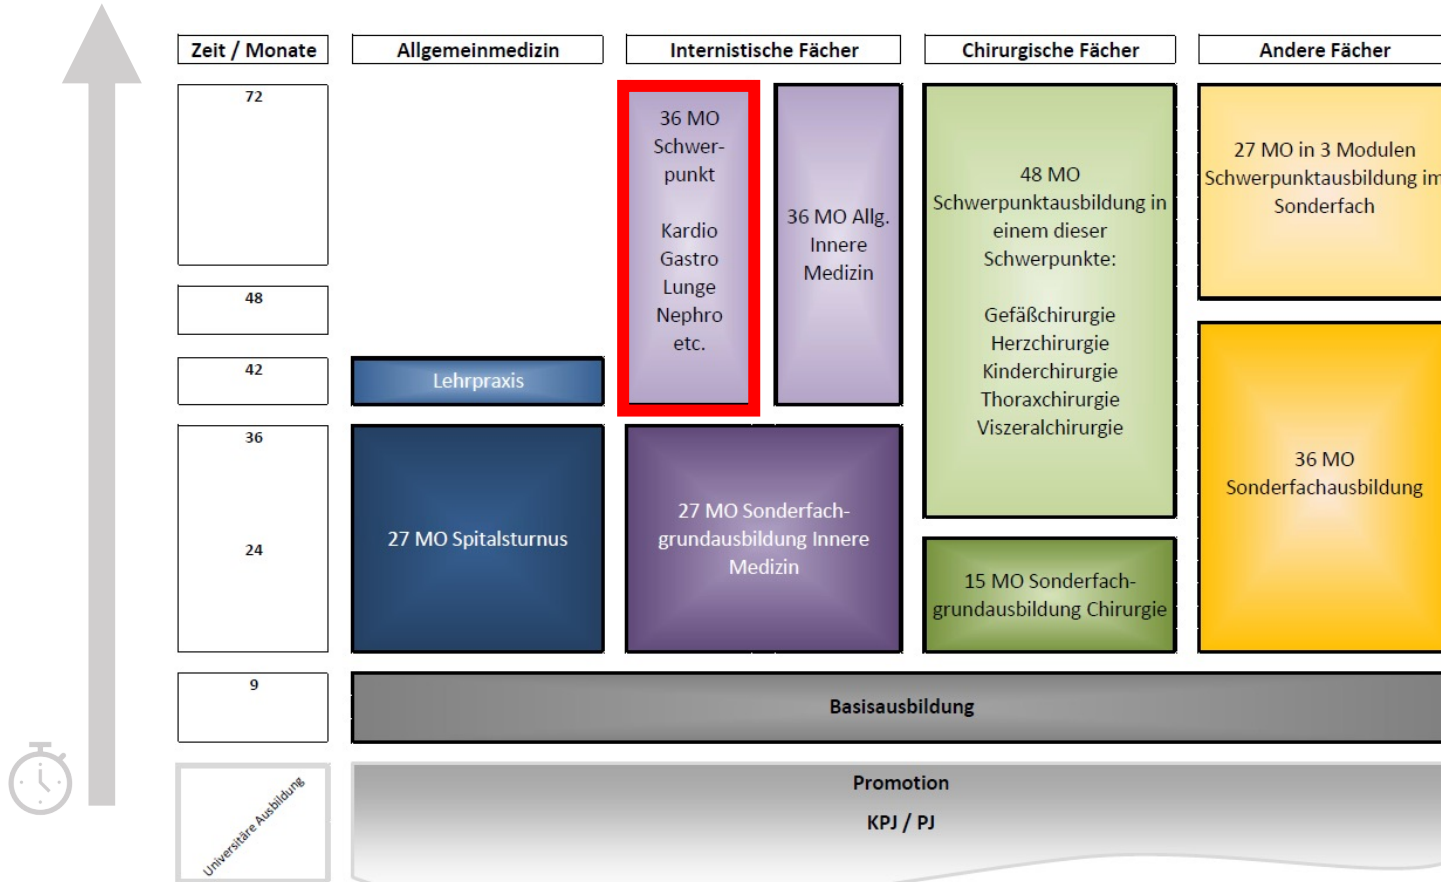 Zeit / Monate
Allgemeinmedizin
Internistische Fächer
Chirurgische Fächer
Andere Fächer
72
48
42
36
24
9
Universitäre Ausbildung
Lehrpraxis
27 MO Spitalsturnus
36 MO
Schwer-
punkt
Kardio
Gastro
Lunge
Nephro
etc.
36 MO Allg.
Innere
Medizin
27 MO Sonderfach-
grundausbildung Innere
Medizin
48 MO
Schwerpunktausbildung in
einem dieser
Schwerpunkte:
Gefäßchirurgie
Herzchirurgie
Kinderchirurgie
Thoraxchirurgie
Viszeralchirurgie
15 MO Sonderfach-
grundausbildung Chirurgie
27 MO in 3 Modulen
Schwerpunktausbildung im
Sonderfach
36 MO
Sonderfachausbildung
Basisausbildung
Promotion
KPJ / PJ